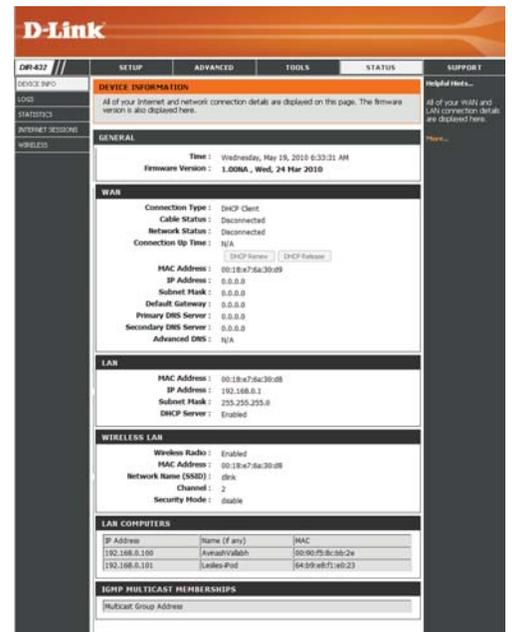 D-Link
DIR-632 // SETUP ADVANCED TOOLS STATUS SUPPORT
DEVICE INFO
LOGS
STATISTICS
INTERNET SESSIONS
WIRELESS
DEVICE INFORMATION
All of your Internet and network connection details are displayed on this page. The firmware
version is also displayed here.
GENERAL
Time : Wednesday, May 19, 2010 6:33:31 AM
Firmware Version : 1.00NA , Wed, 24 Mar 2010
WAN
Connection Type : DHCP Client
Cable Status : Disconnected
Network Status : Disconnected
Connection Up Time : N/A
DHCP Renew DHCP Release
MAC Address : 00:18:e7:6a:30:d9
IP Address : 0.0.0.0
Subnet Mask : 0.0.0.0
Default Gateway : 0.0.0.0
Primary DNS Server : 0.0.0.0
Secondary DNS Server : 0.0.0.0
Advanced DNS : N/A
LAN
MAC Address : 00:18:e7:6a:30:d8
IP Address : 192.168.0.1
Subnet Mask : 255.255.255.0
DHCP Server : Enabled
WIRELESS LAN
Wireless Radio : Enabled
MAC Address : 00:18:e7:6a:30:d8
Network Name (SSID) : dlink
Channel : 2
Security Mode : disable
LAN COMPUTERS
IP Address Name (if any) MAC
192.168.0.100 AvinashVallabh 00:90:f5:8c:bb:2e
192.168.0.101 Leslies-iPod 64:b9:e8:f1:e0:23
IGMP MULTICAST MEMBERSHIPS
Multicast Group Address
Helpful Hints...
All of your WAN and
LAN connection details
are displayed here.
More...